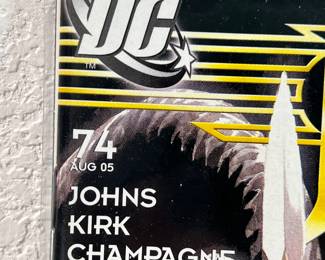 DC
TM
74
AUG 05
JOHNS
KIRK
CHAMPAGNE